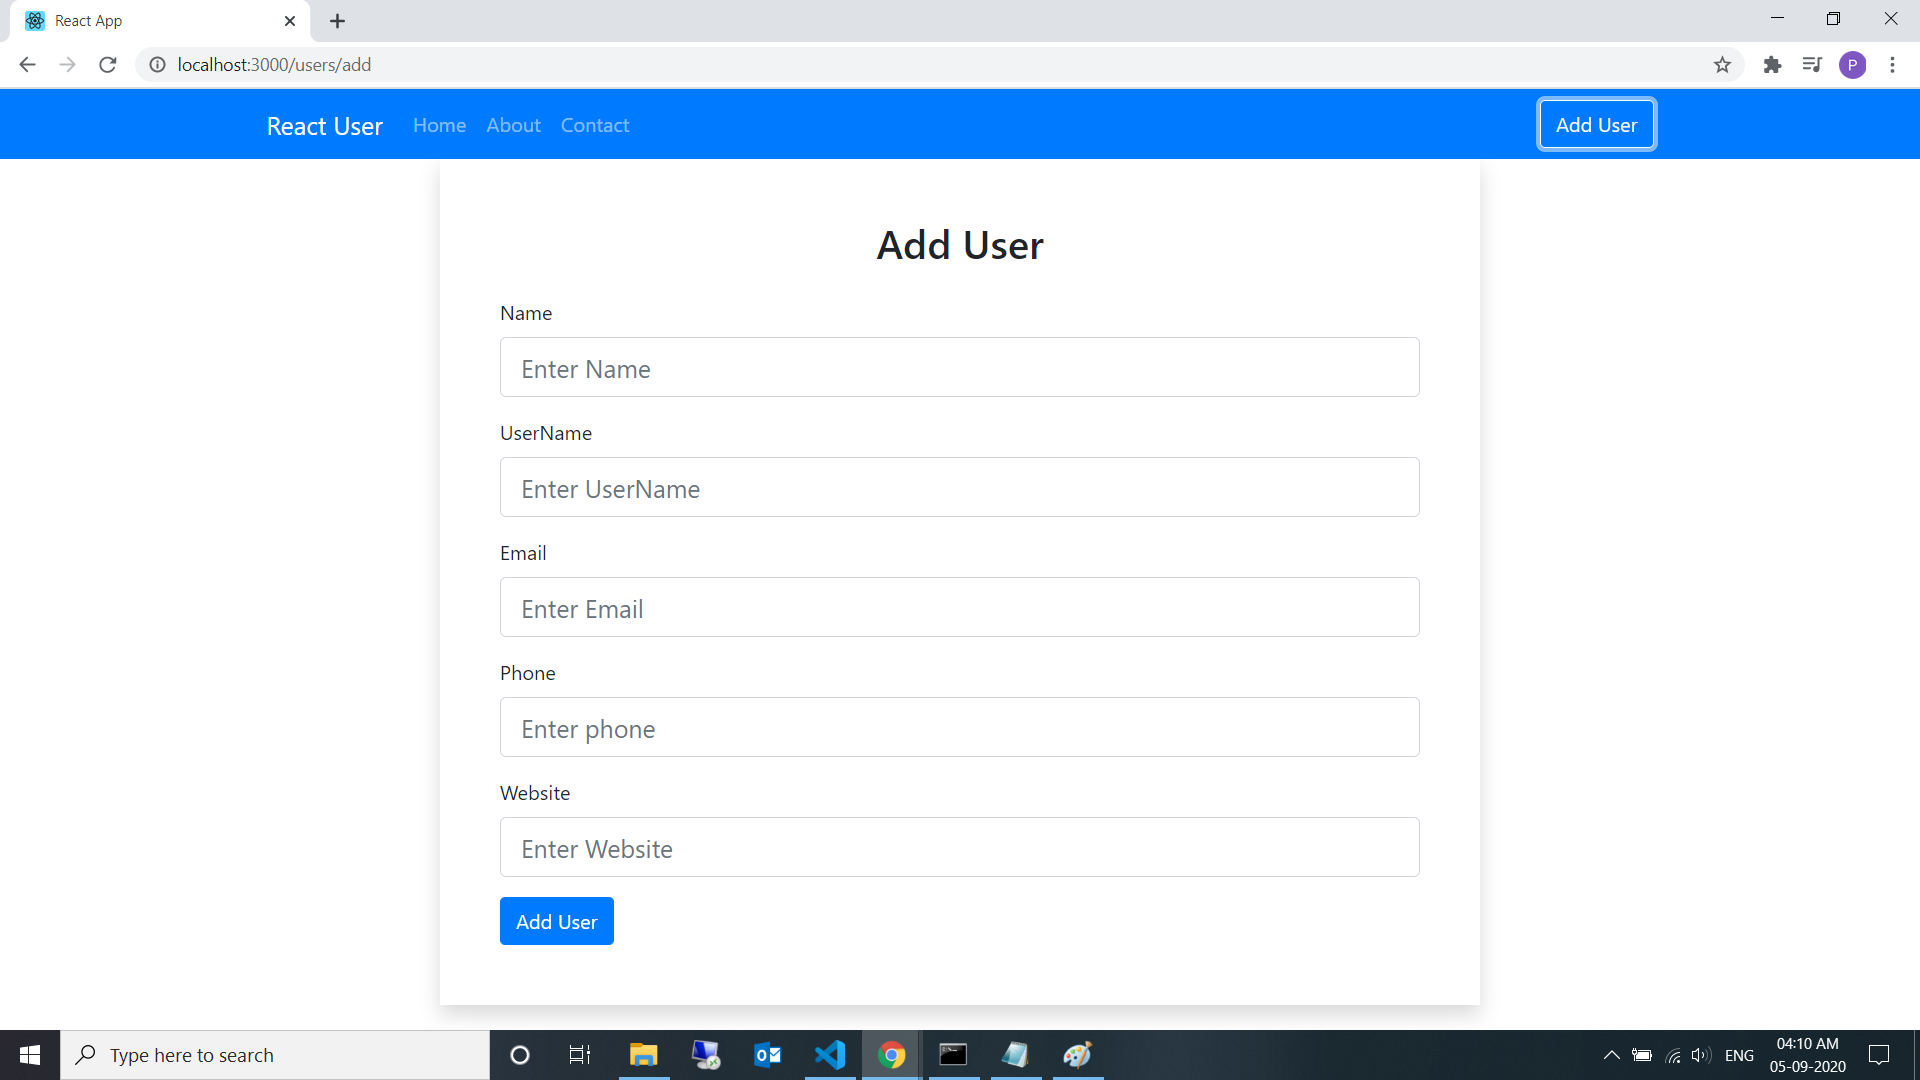 React App
localhost:3000/users/add
P
React User Home About Contact Add User
Add User
Name
Enter Name
UserName
Enter UserName
Email
Enter Email
Phone
Enter phone
Website
Enter Website
Add User
Type here to search
ENG
04:10 AM
05-09-2020